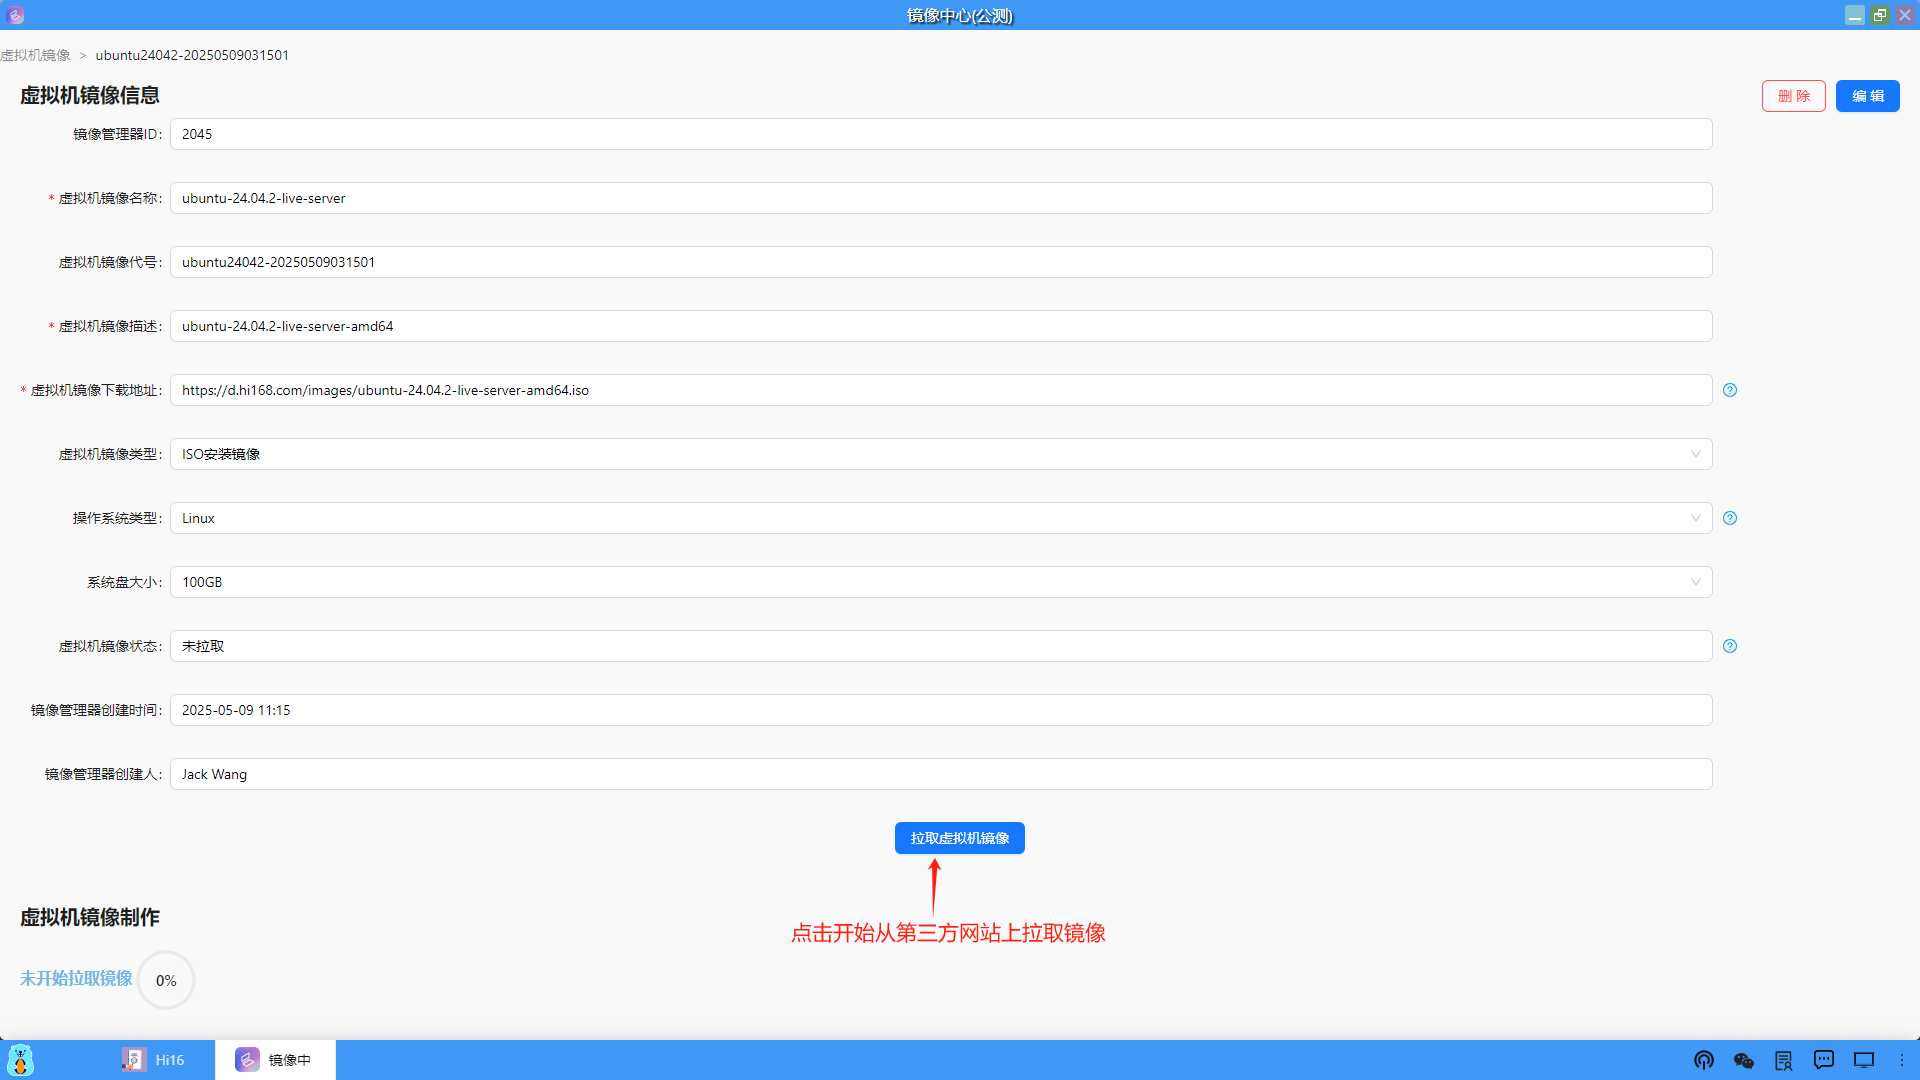 镜像中心(公测)
虚拟机镜像 > ubuntu24042-20250509031501
虚拟机镜像信息
删 除
编 辑
镜像管理器ID: 2045
* 虚拟机镜像名称: ubuntu-24.04.2-live-server
虚拟机镜像代号: ubuntu24042-20250509031501
* 虚拟机镜像描述: ubuntu-24.04.2-live-server-amd64
* 虚拟机镜像下载地址: https://d.hi168.com/images/ubuntu-24.04.2-live-server-amd64.iso
虚拟机镜像类型: ISO安装镜像
操作系统类型: Linux
系统盘大小: 100GB
虚拟机镜像状态: 未拉取
镜像管理器创建时间: 2025-05-09 11:15
镜像管理器创建人: Jack Wang
拉取虚拟机镜像
点击开始从第三方网站上拉取镜像
虚拟机镜像制作
未开始拉取镜像 0%
Hi16
镜像中